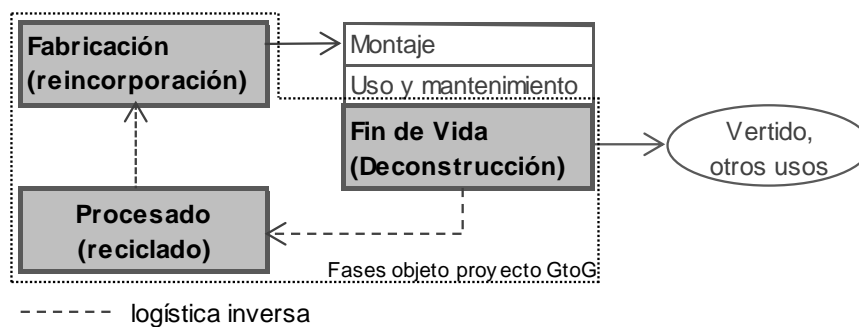 Fabricación
(reincorporación)
Montaje
Uso y mantenimiento
Fin de Vida
(Deconstrucción)
Vertido,
otros usos
Procesado
(reciclado)
Fases objeto proyecto GtoG
logística inversa